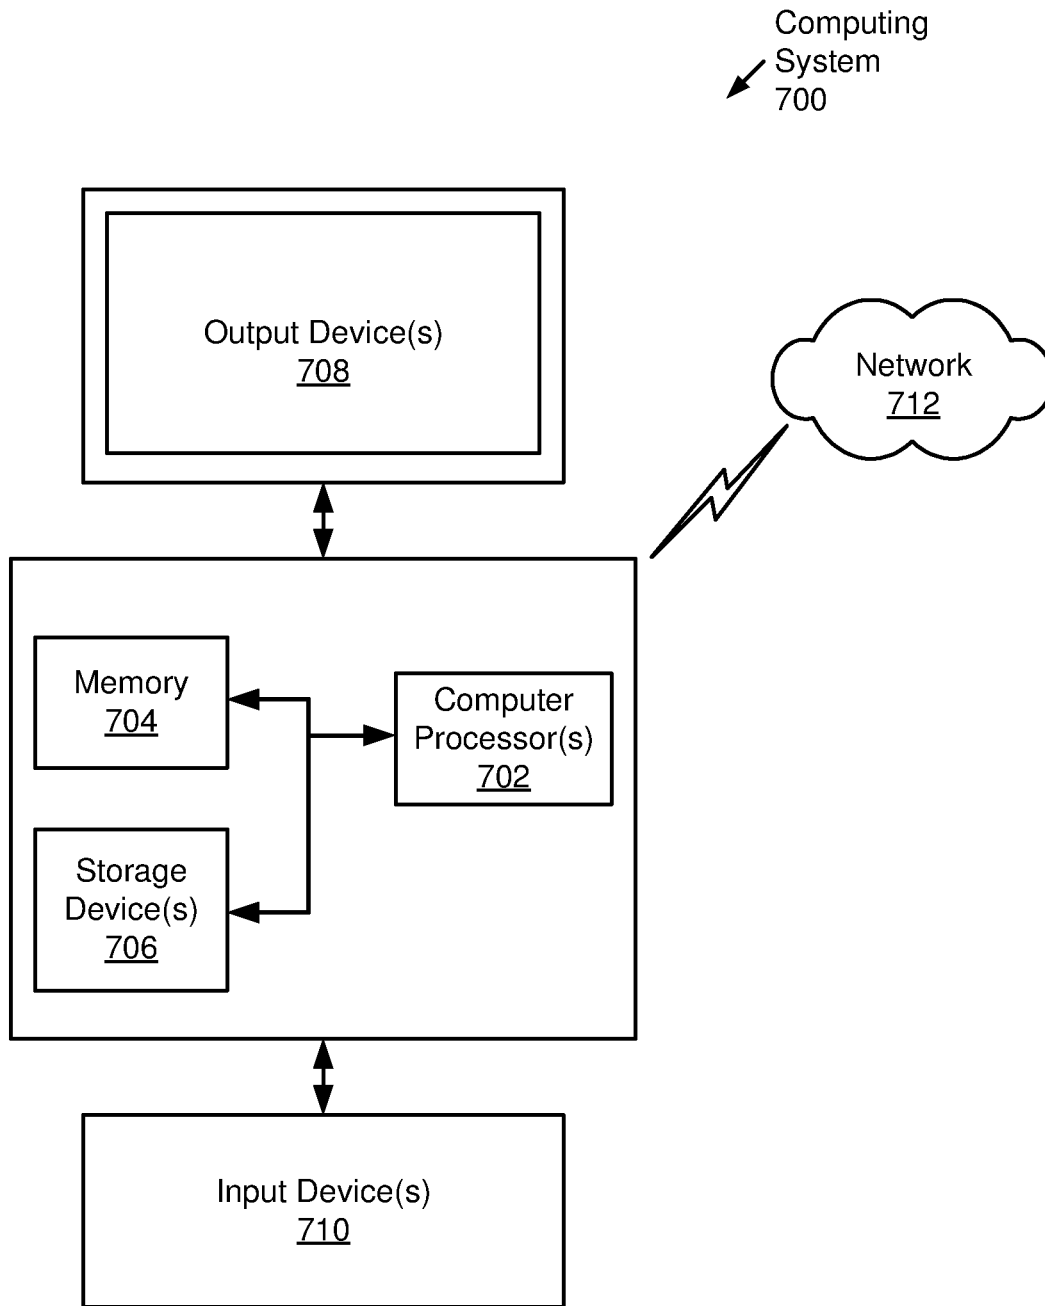 Computing
System
700
Output Device(s)
708
Network
712
Memory
704
Computer
Processor(s)
702
Storage
Device(s)
706
Input Device(s)
710